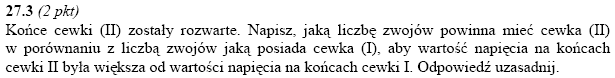 27.3 (2 pkt)
Końce cewki (II) zostały rozwarte. Napisz, jaką liczbę zwojów powinna mieć cewka (II)
w porównaniu z liczbą zwojów jaką posiada cewka (I), aby wartość napięcia na końcach
cewki II była większa od wartości napięcia na końcach cewki I. Odpowiedź uzasadnij.